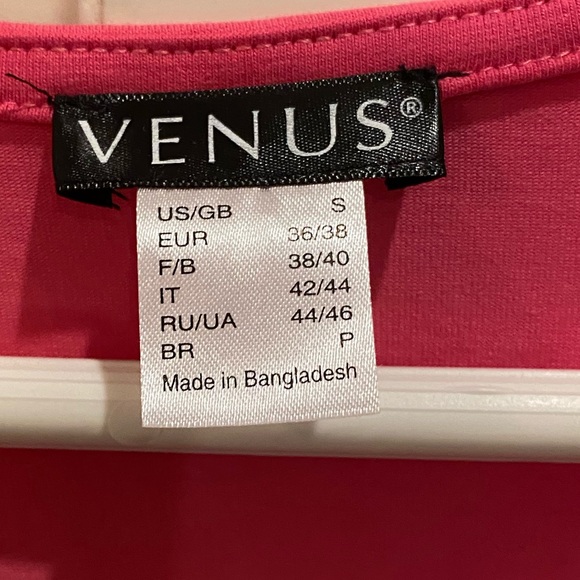 VENUS®
US/GB S
EUR 36/38
F/B 38/40
IT 42/44
RU/UA 44/46
BR P
Made in Bangladesh